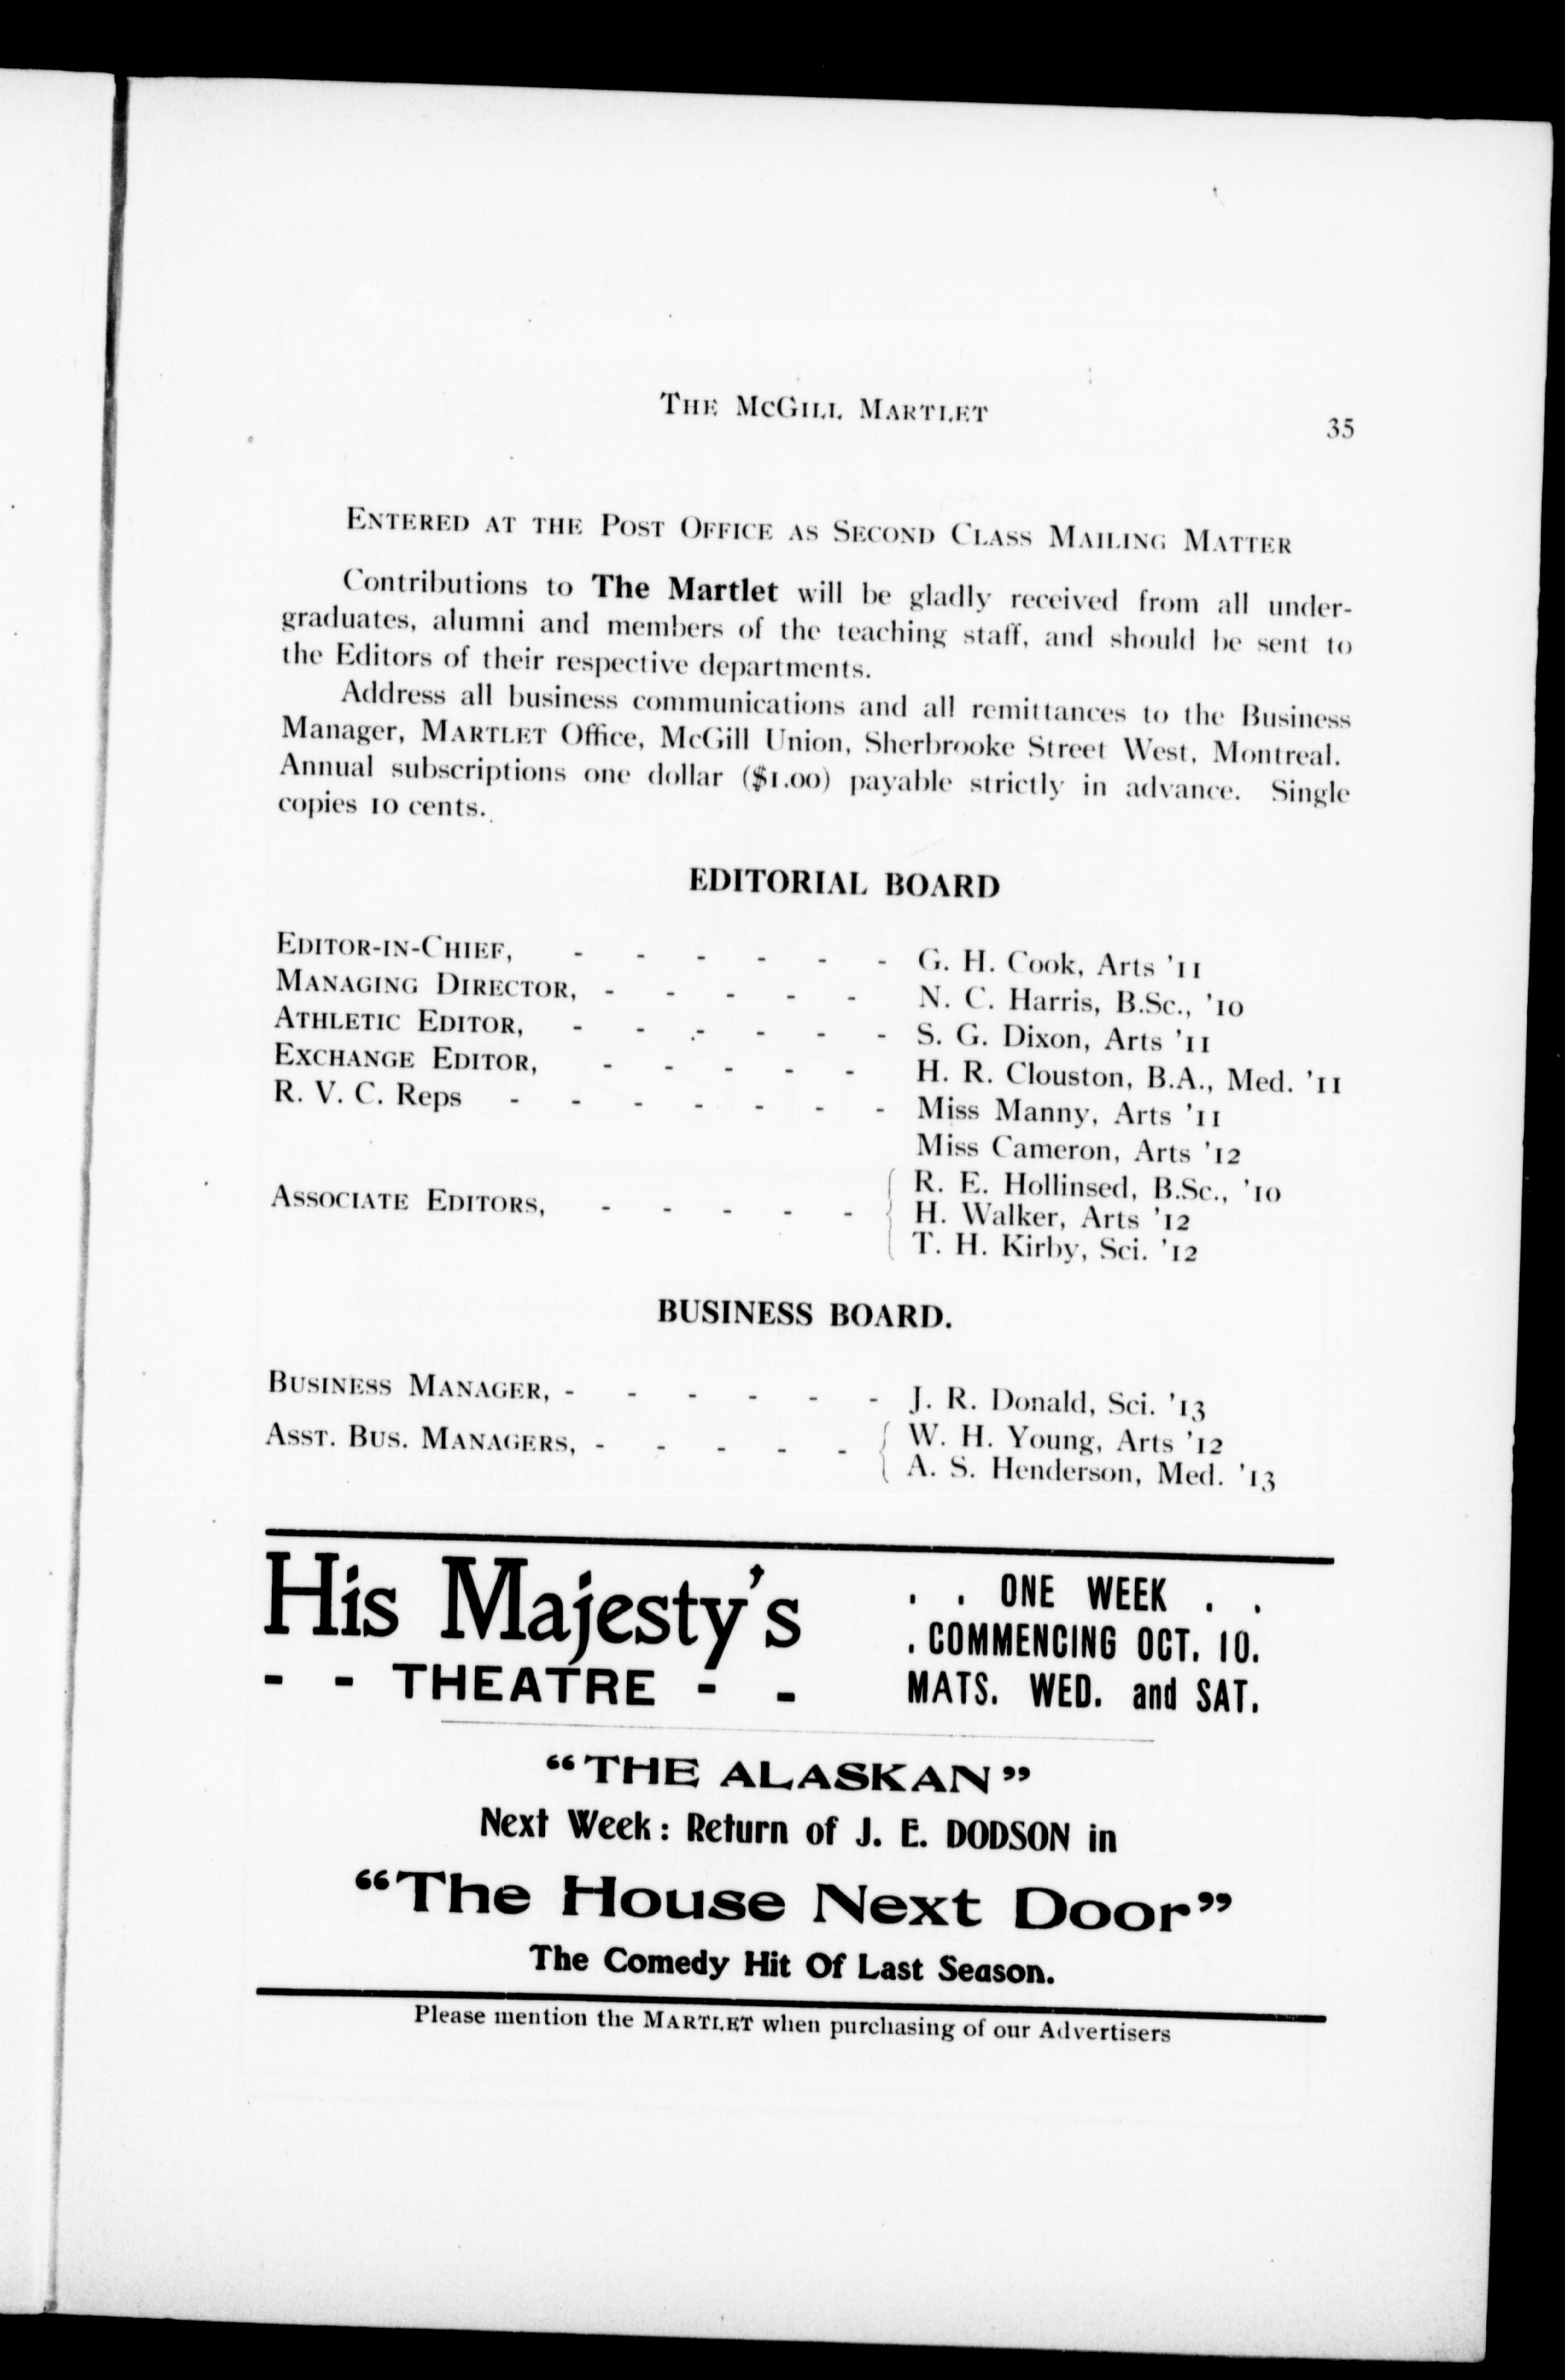 The McGill Martlet
35
Entered at the Post Office as Second Class Mailing Matter
Contributions to The Martlet will be gladly received from all under-
graduates, alumni and members of the teaching staff, and should be sent to
the Editors of their respective departments.
Address all business communications and all remittances to the Business
Manager, Martlet Office, McGill Union, Sherbrooke Street West, Montreal.
Annual subscriptions one dollar ($1.00) payable strictly in advance. Single
copies 10 cents.
EDITORIAL BOARD
Editor-in-Chief, - - - - - - G. H. Cook, Arts '11
Managing Director, - - - - - N. C. Harris, B.Sc., '10
Athletic Editor, - - - - - - S. G. Dixon, Arts '11
Exchange Editor, - - - - - H. R. Clouston, B.A., Med. '11
R. V. C. Reps - - - - - - - Miss Manny, Arts '11
Miss Cameron, Arts '12
R. E. Hollinsed, B.Sc., '10
Associate Editors, - - - - - H. Walker, Arts '12
T. H. Kirby, Sci. '12
BUSINESS BOARD.
Business Manager, - - - - - - J. R. Donald, Sci. '13
Asst. Bus. Managers, - - - - - W. H. Young, Arts '12
A. S. Henderson, Med. '13
His Majesty's
- - THEATRE - -
. . ONE WEEK . .
. COMMENCING OCT. 10.
MATS. WED. and SAT.
"THE ALASKAN"
Next Week: Return of J. E. DODSON in
"The House Next Door"
The Comedy Hit Of Last Season.
Please mention the Martlet when purchasing of our Advertisers